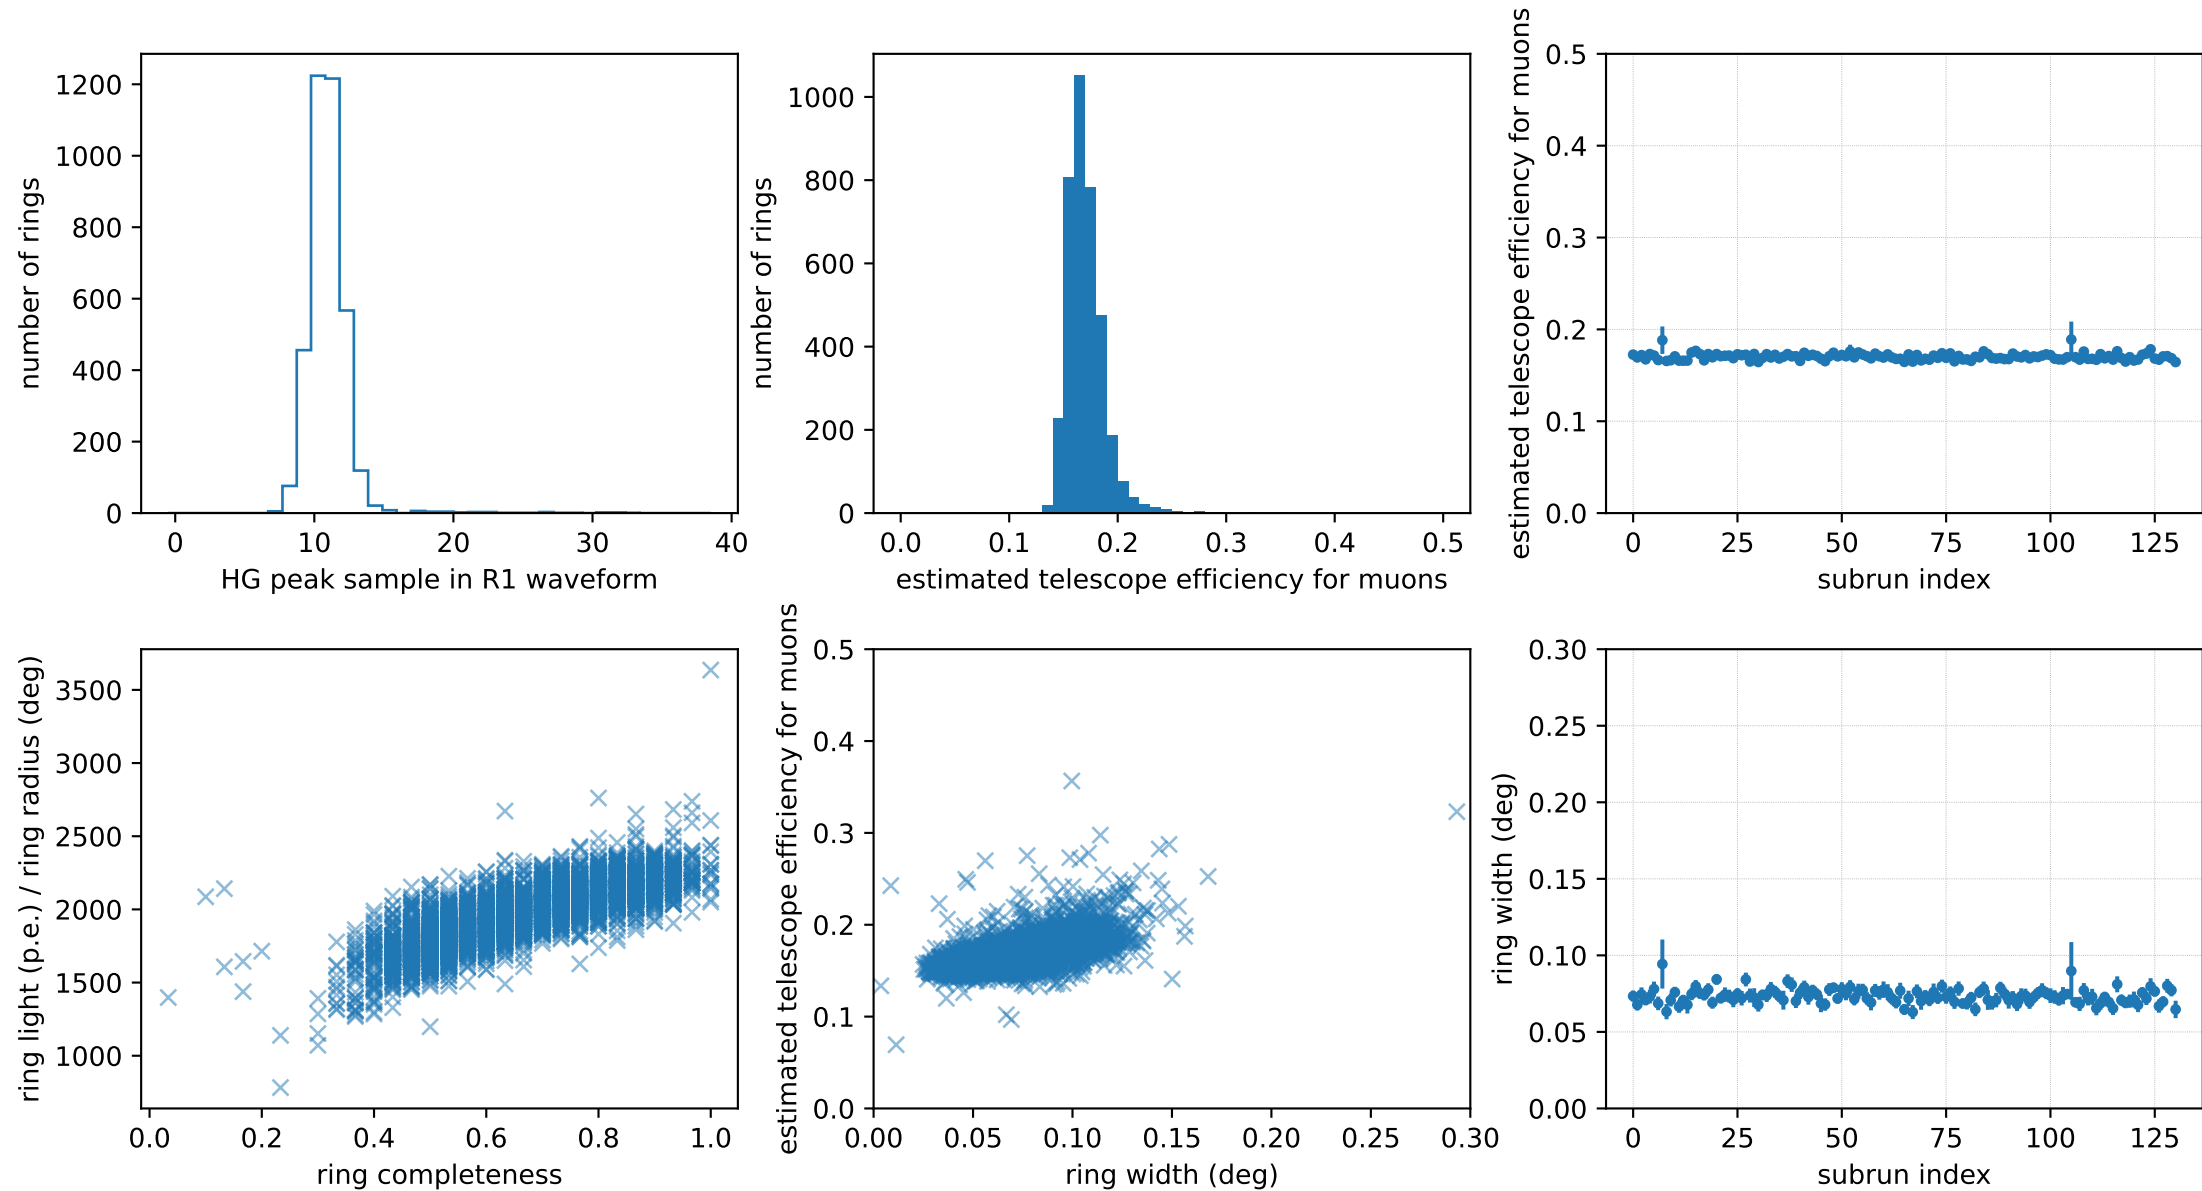 number of rings
1200
1000
800
600
400
200
0
0 10 20 30 40
HG peak sample in R1 waveform
number of rings
1000
800
600
400
200
0
0.0 0.1 0.2 0.3 0.4 0.5
estimated telescope efficiency for muons
estimated telescope efficiency for muons
0.5
0.4
0.3
0.2
0.1
0.0
0 25 50 75 100 125
subrun index
ring light (p.e.) / ring radius (deg)
3500
3000
2500
2000
1500
1000
0.0 0.2 0.4 0.6 0.8 1.0
ring completeness
estimated telescope efficiency for muons
0.5
0.4
0.3
0.2
0.1
0.0
0.00 0.05 0.10 0.15 0.20 0.25 0.30
ring width (deg)
ring width (deg)
0.30
0.25
0.20
0.15
0.10
0.05
0.00
0 25 50 75 100 125
subrun index